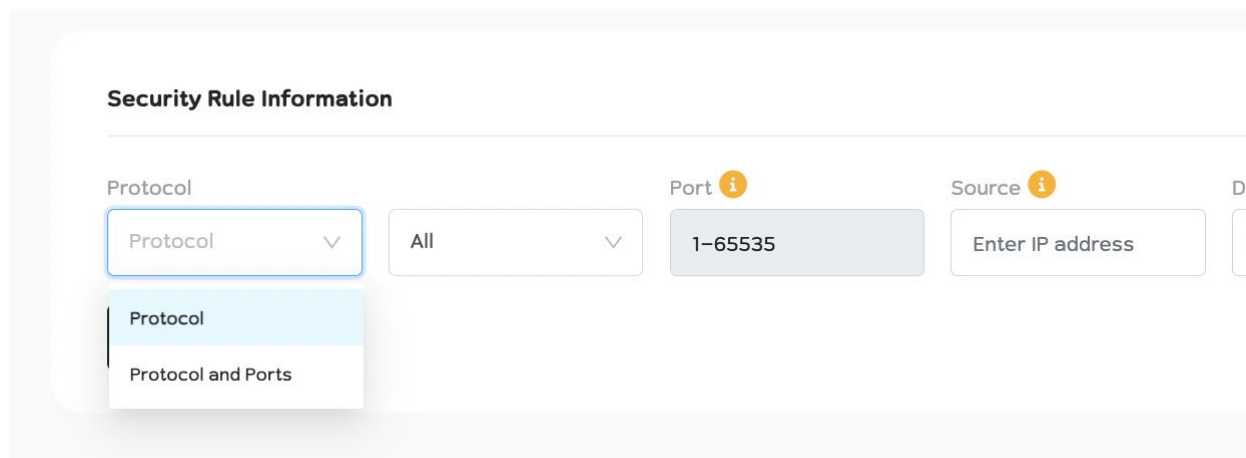 Security Rule Information
Protocol
Port
Source
D
Protocol
All
1-65535
Enter IP address
Protocol
Protocol and Ports